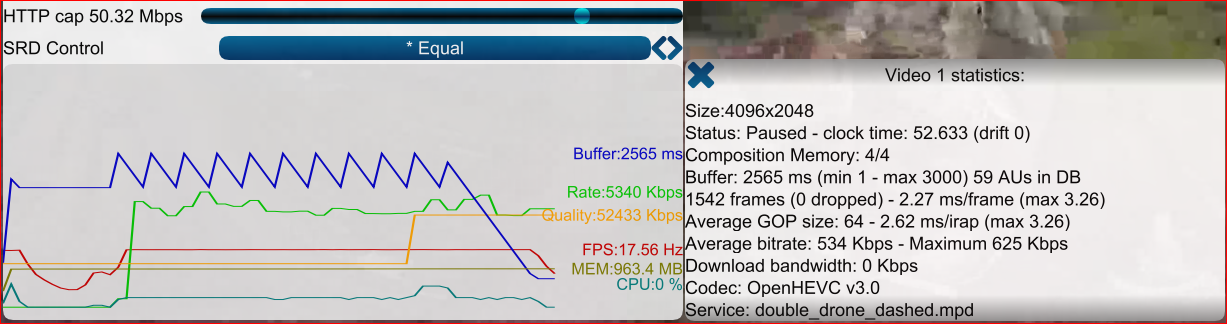 HTTP cap 50.32 Mbps
SRD Control
* Equal
Buffer:2565 ms
Rate:5340 Kbps
Quality:52433 Kbps
FPS:17.56 Hz
MEM:963.4 MB
CPU:0 %
Video 1 statistics:
Size:4096x2048
Status: Paused - clock time: 52.633 (drift 0)
Composition Memory: 4/4
Buffer: 2565 ms (min 1 - max 3000) 59 AUs in DB
1542 frames (0 dropped) - 2.27 ms/frame (max 3.26)
Average GOP size: 64 - 2.62 ms/irap (max 3.26)
Average bitrate: 534 Kbps - Maximum 625 Kbps
Download bandwidth: 0 Kbps
Codec: OpenHEVC v3.0
Service: double_drone_dashed.mpd